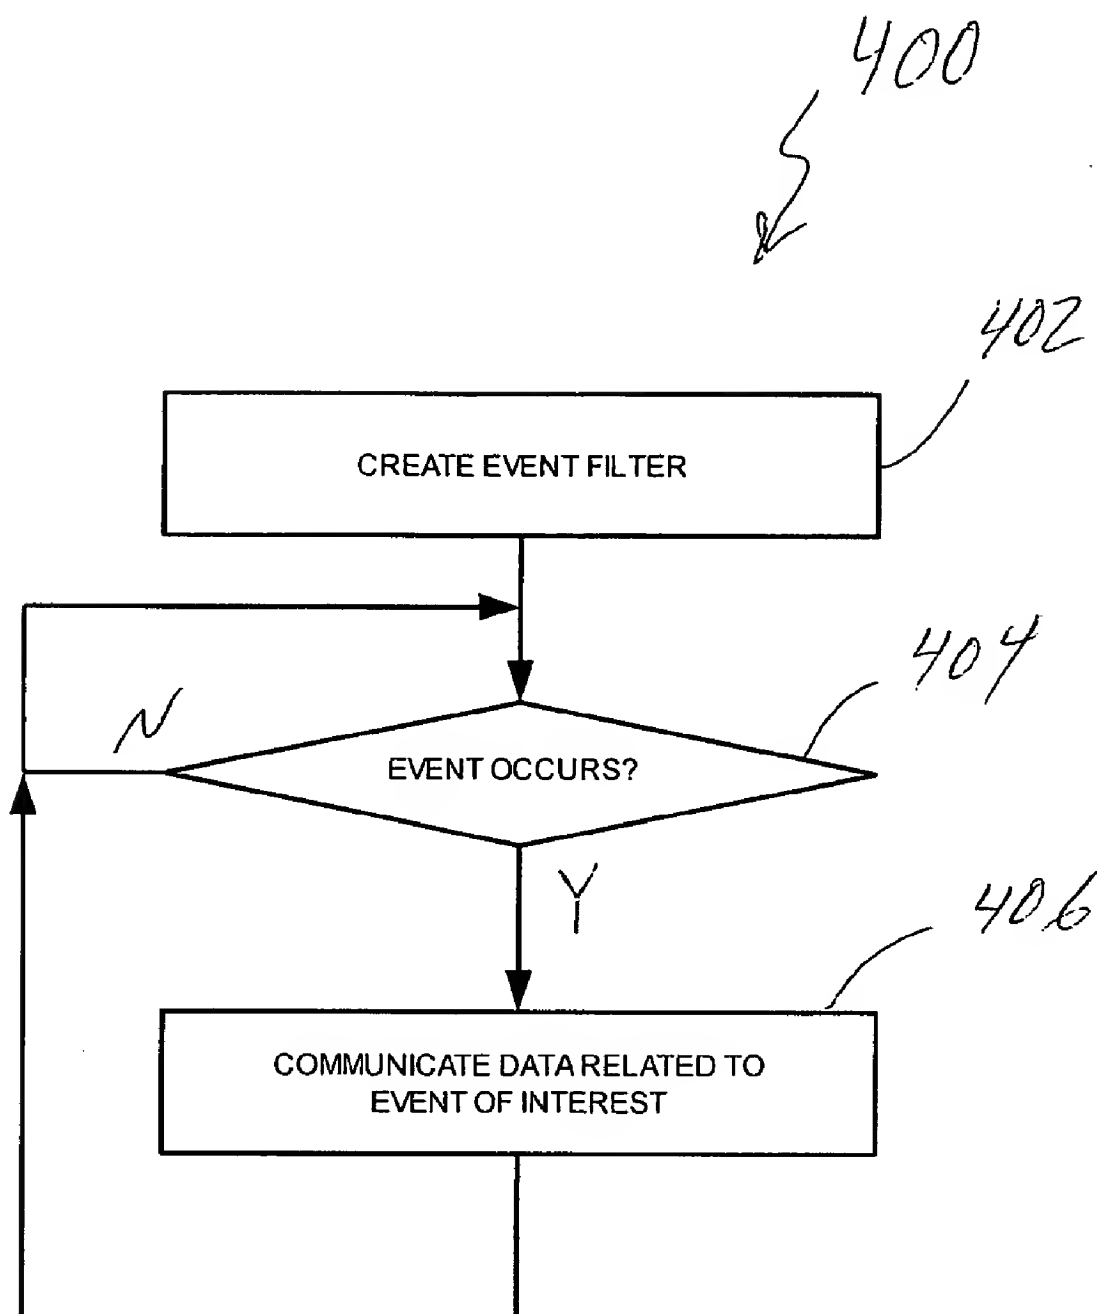 400
402
CREATE EVENT FILTER
404
N
EVENT OCCURS?
Y
406
COMMUNICATE DATA RELATED TO
EVENT OF INTEREST